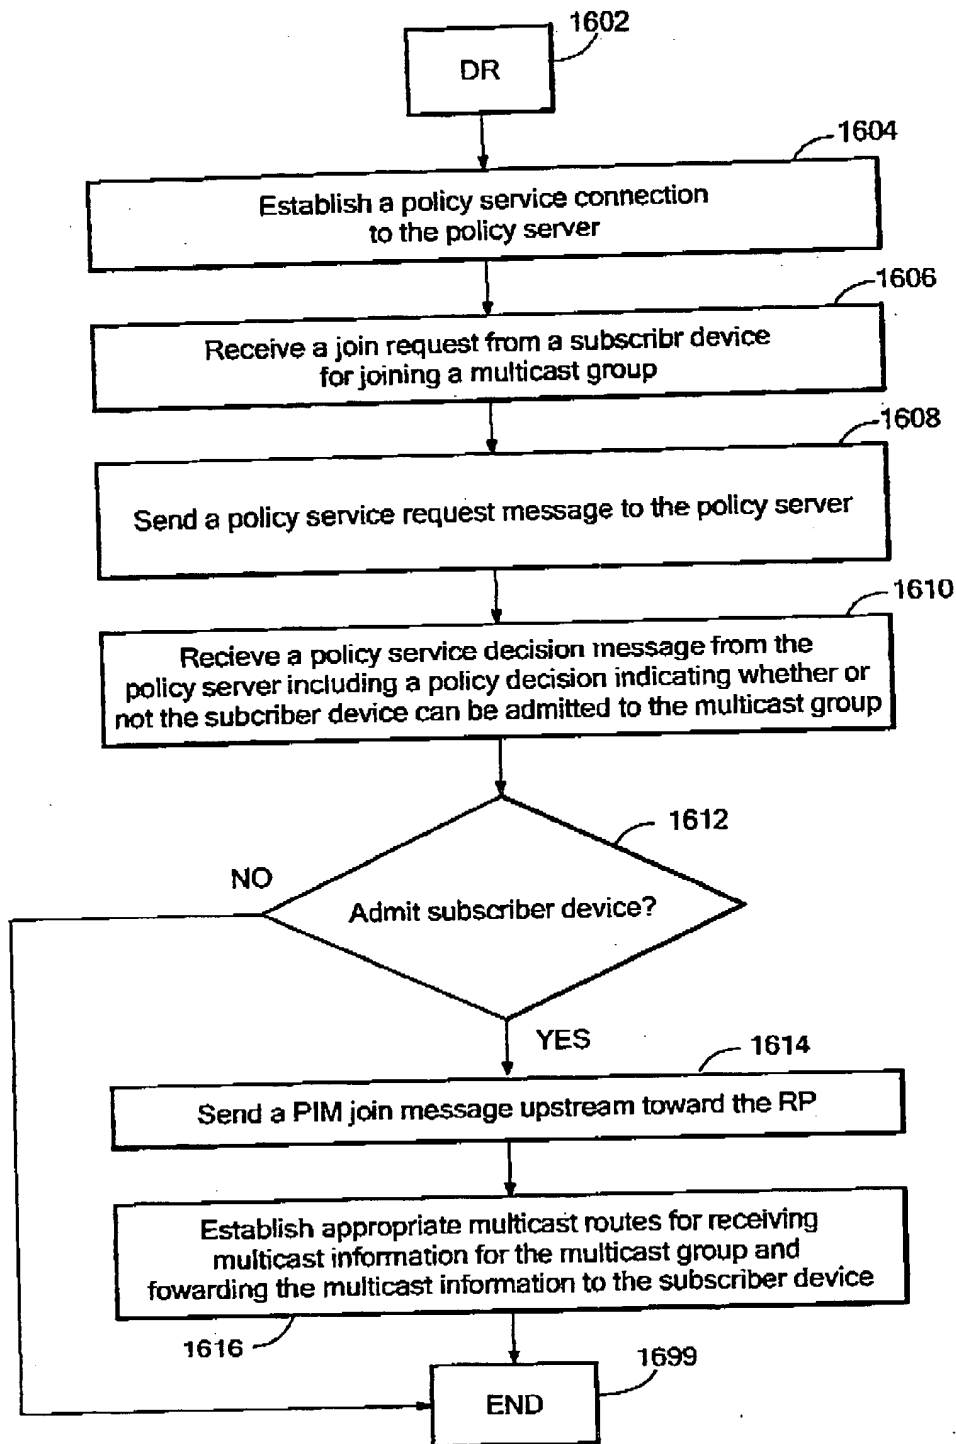 1602
DR
1604
Establish a policy service connection
to the policy server
1606
Receive a join request from a subscribr device
for joining a multicast group
1608
Send a policy service request message to the policy server
1610
Recieve a policy service decision message from the
policy server including a policy decision indicating whether or
not the subcriber device can be admitted to the multicast group
1612
NO
Admit subscriber device?
YES
1614
Send a PIM join message upstream toward the RP
Establish appropriate multicast routes for receiving
multicast information for the multicast group and
fowarding the multicast information to the subscriber device
1616
1699
END